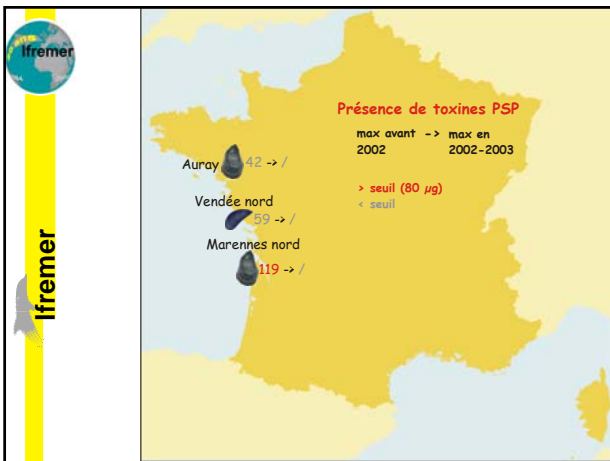 Ifremer
Présence de toxines PSP
max avant -> max en
2002 2002-2003
Auray 42 -> /
> seuil (80 µg)
< seuil
Vendée nord
59 -> /
Marennes nord
119 -> /
Ifremer